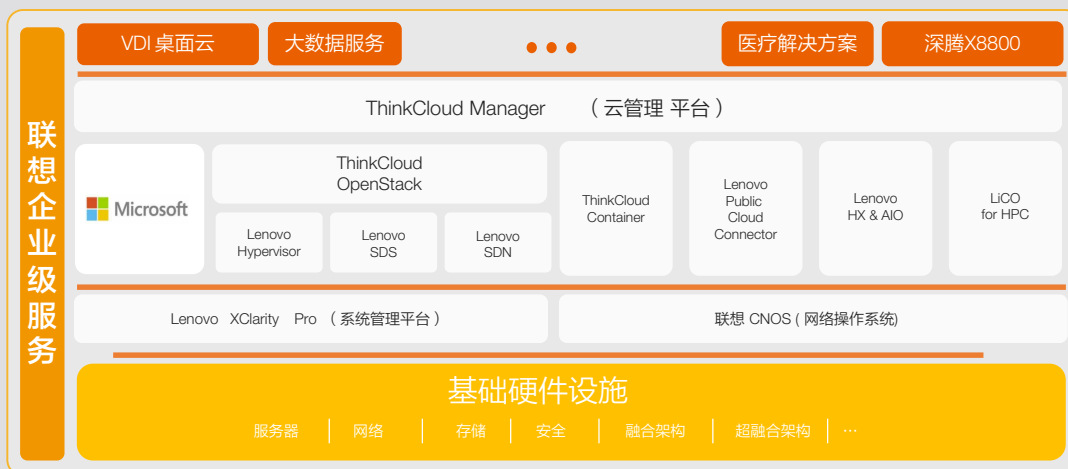 联想企业级服务
VDI 桌面云
大数据服务
•••
医疗解决方案
深腾X8800
ThinkCloud Manager （ 云管理 平台 ）
Microsoft
ThinkCloud
OpenStack
Lenovo
Hypervisor
Lenovo
SDS
Lenovo
SDN
ThinkCloud
Container
Lenovo
Public
Cloud
Connector
Lenovo
HX & AIO
LiCO
for HPC
Lenovo XClarity Pro （ 系统管理平台 ）
联想 CNOS ( 网络操作系统)
基础硬件设施
服务器 | 网络 | 存储 | 安全 | 融合架构 | 超融合架构 | …